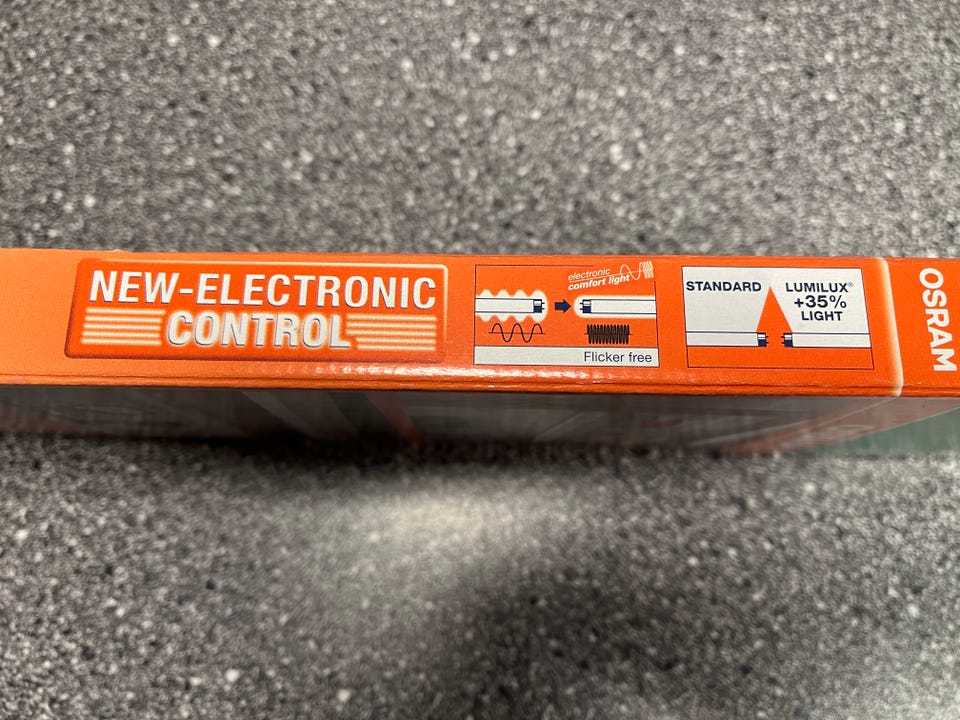 NEW-ELECTRONIC
CONTROL
electronic
comfort light
Flicker free
STANDARD
LUMILUX®
+35%
LIGHT
OSRAM